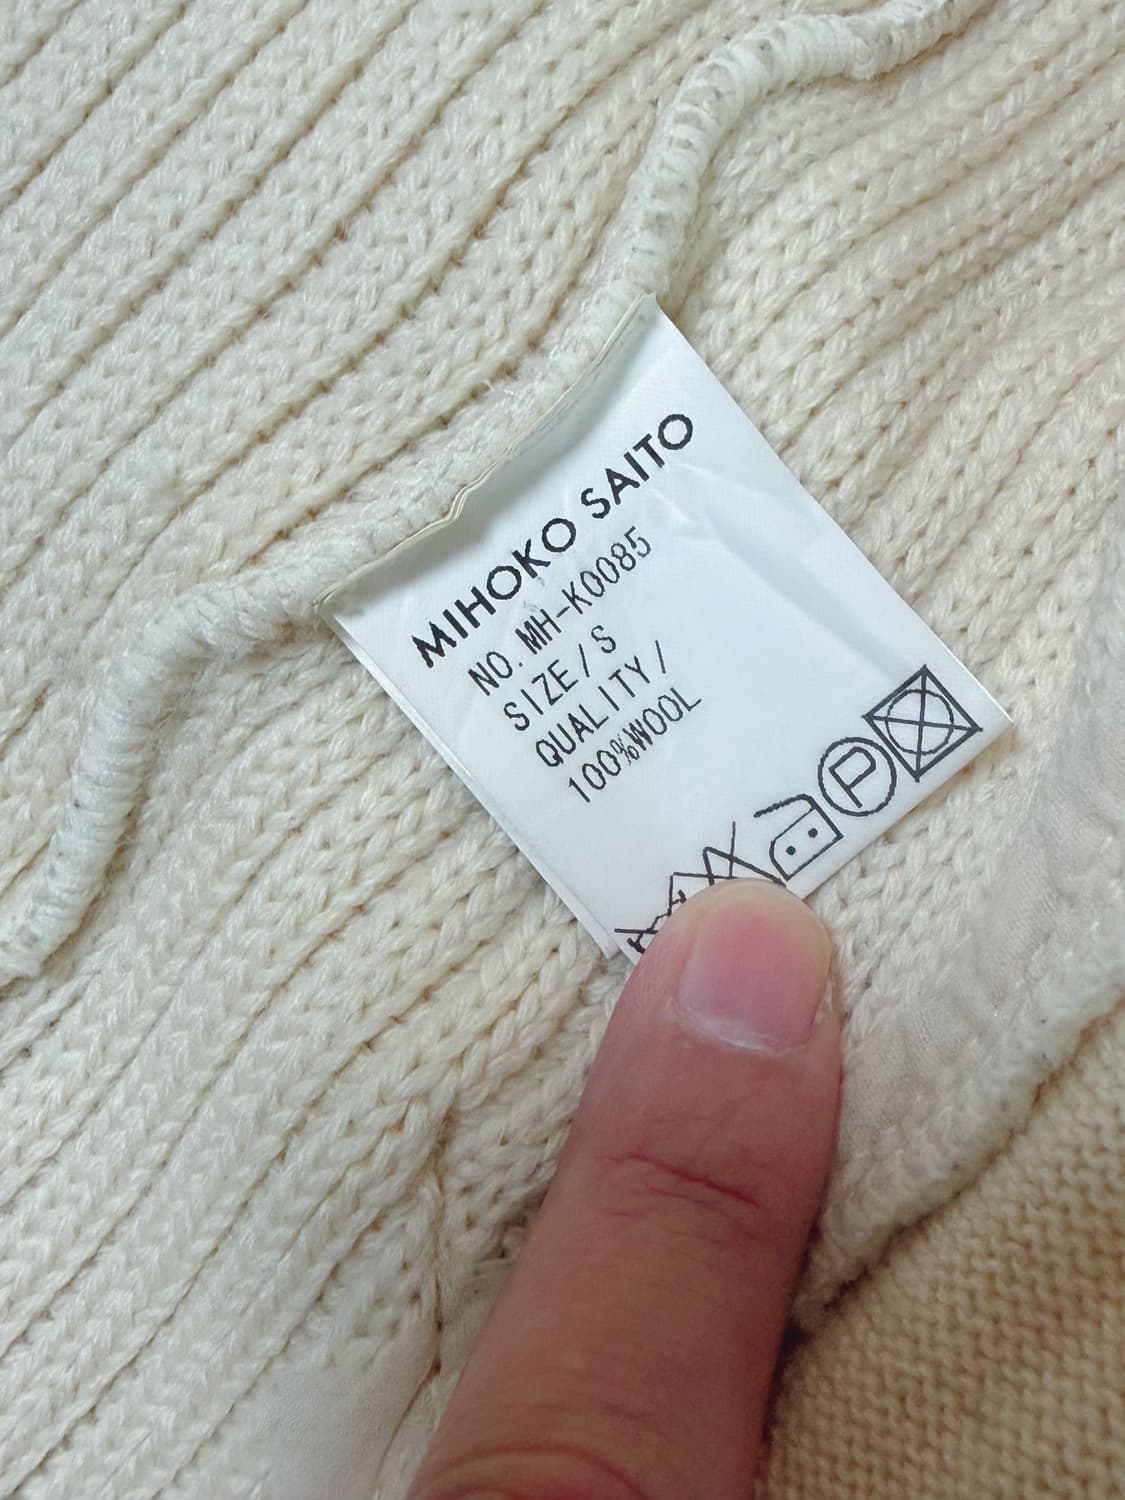 MIHOKO SAITO
NO. MH-K0085
SIZE/S
QUALITY/
100%WOOL
P